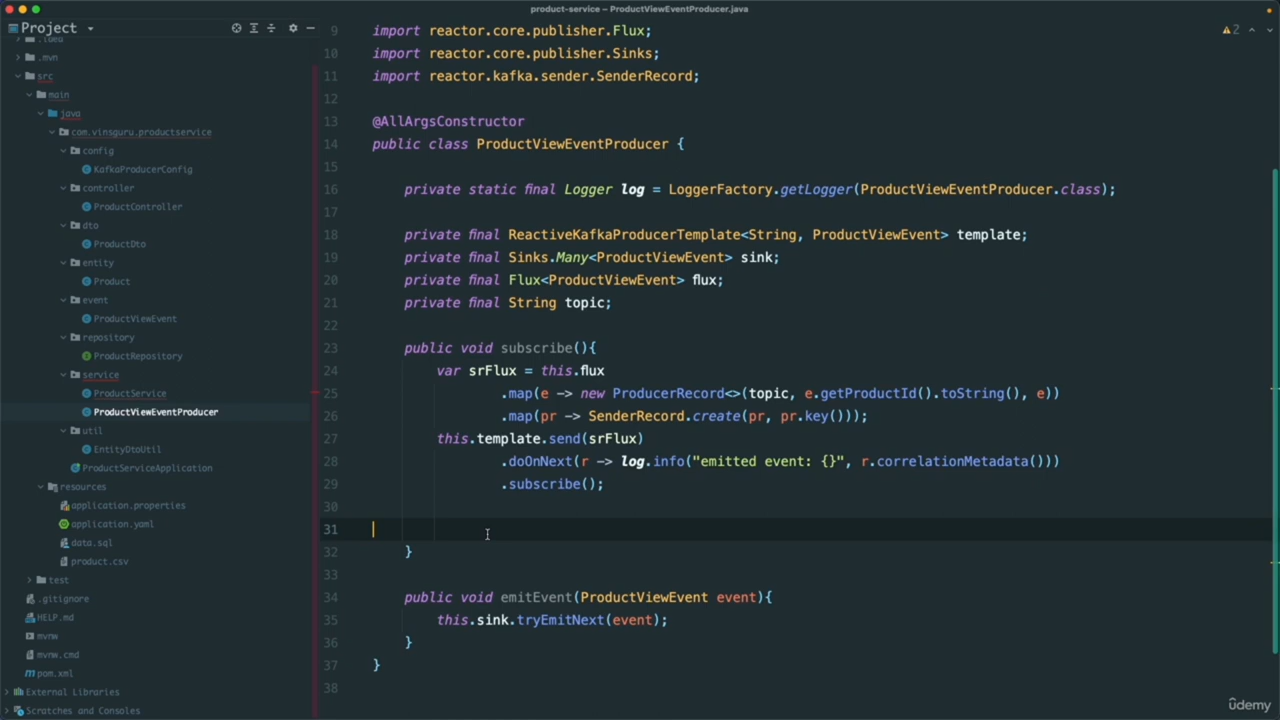 product-service – ProductViewEventProducer.java
Project
.idea
.mvn
src
main
java
com.vinsguru.productservice
config
KafkaProducerConfig
controller
ProductController
dto
ProductDto
entity
Product
event
ProductViewEvent
repository
ProductRepository
service
ProductService
ProductViewEventProducer
util
EntityDtoUtil
ProductServiceApplication
resources
application.properties
application.yaml
data.sql
product.csv
test
.gitignore
HELP.md
mvnw
mvnw.cmd
pom.xml
External Libraries
Scratches and Consoles
9 import reactor.core.publisher.Flux;
10 import reactor.core.publisher.Sinks;
11 import reactor.kafka.sender.SenderRecord;
12
13 @AllArgsConstructor
14 public class ProductViewEventProducer {
15
16 private static final Logger log = LoggerFactory.getLogger(ProductViewEventProducer.class);
17
18 private final ReactiveKafkaProducerTemplate<String, ProductViewEvent> template;
19 private final Sinks.Many<ProductViewEvent> sink;
20 private final Flux<ProductViewEvent> flux;
21 private final String topic;
22
23 public void subscribe(){
24 var srFlux = this.flux
25 .map(e -> new ProducerRecord<>(topic, e.getProductId().toString(), e))
26 .map(pr -> SenderRecord.create(pr, pr.key()));
27 this.template.send(srFlux)
28 .doOnNext(r -> log.info("emitted event: {}", r.correlationMetadata()))
29 .subscribe();
30
31
32 }
33
34 public void emitEvent(ProductViewEvent event){
35 this.sink.tryEmitNext(event);
36 }
37 }
38
2
ûdemy